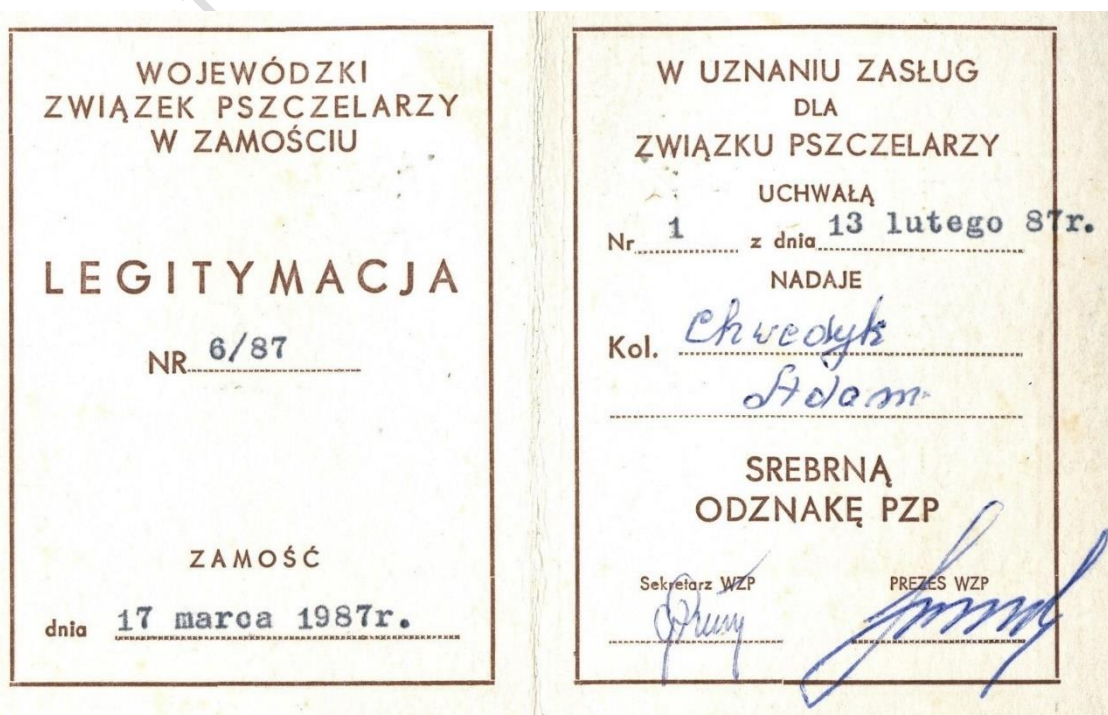 WOJEWÓDZKI
ZWIĄZEK PSZCZELARZY
W ZAMOŚCIU
LEGITYMACJA
NR 6/87
ZAMOŚĆ
dnia 17 marca 1987r.
W UZNANIU ZASŁUG
DLA
ZWIĄZKU PSZCZELARZY
UCHWAŁĄ
Nr 1 z dnia 13 lutego 87r.
NADAJE
Kol. Chwedyk
Adam
SREBRNĄ
ODZNAKĘ PZP
Sekretarz WZP PREZES WZP